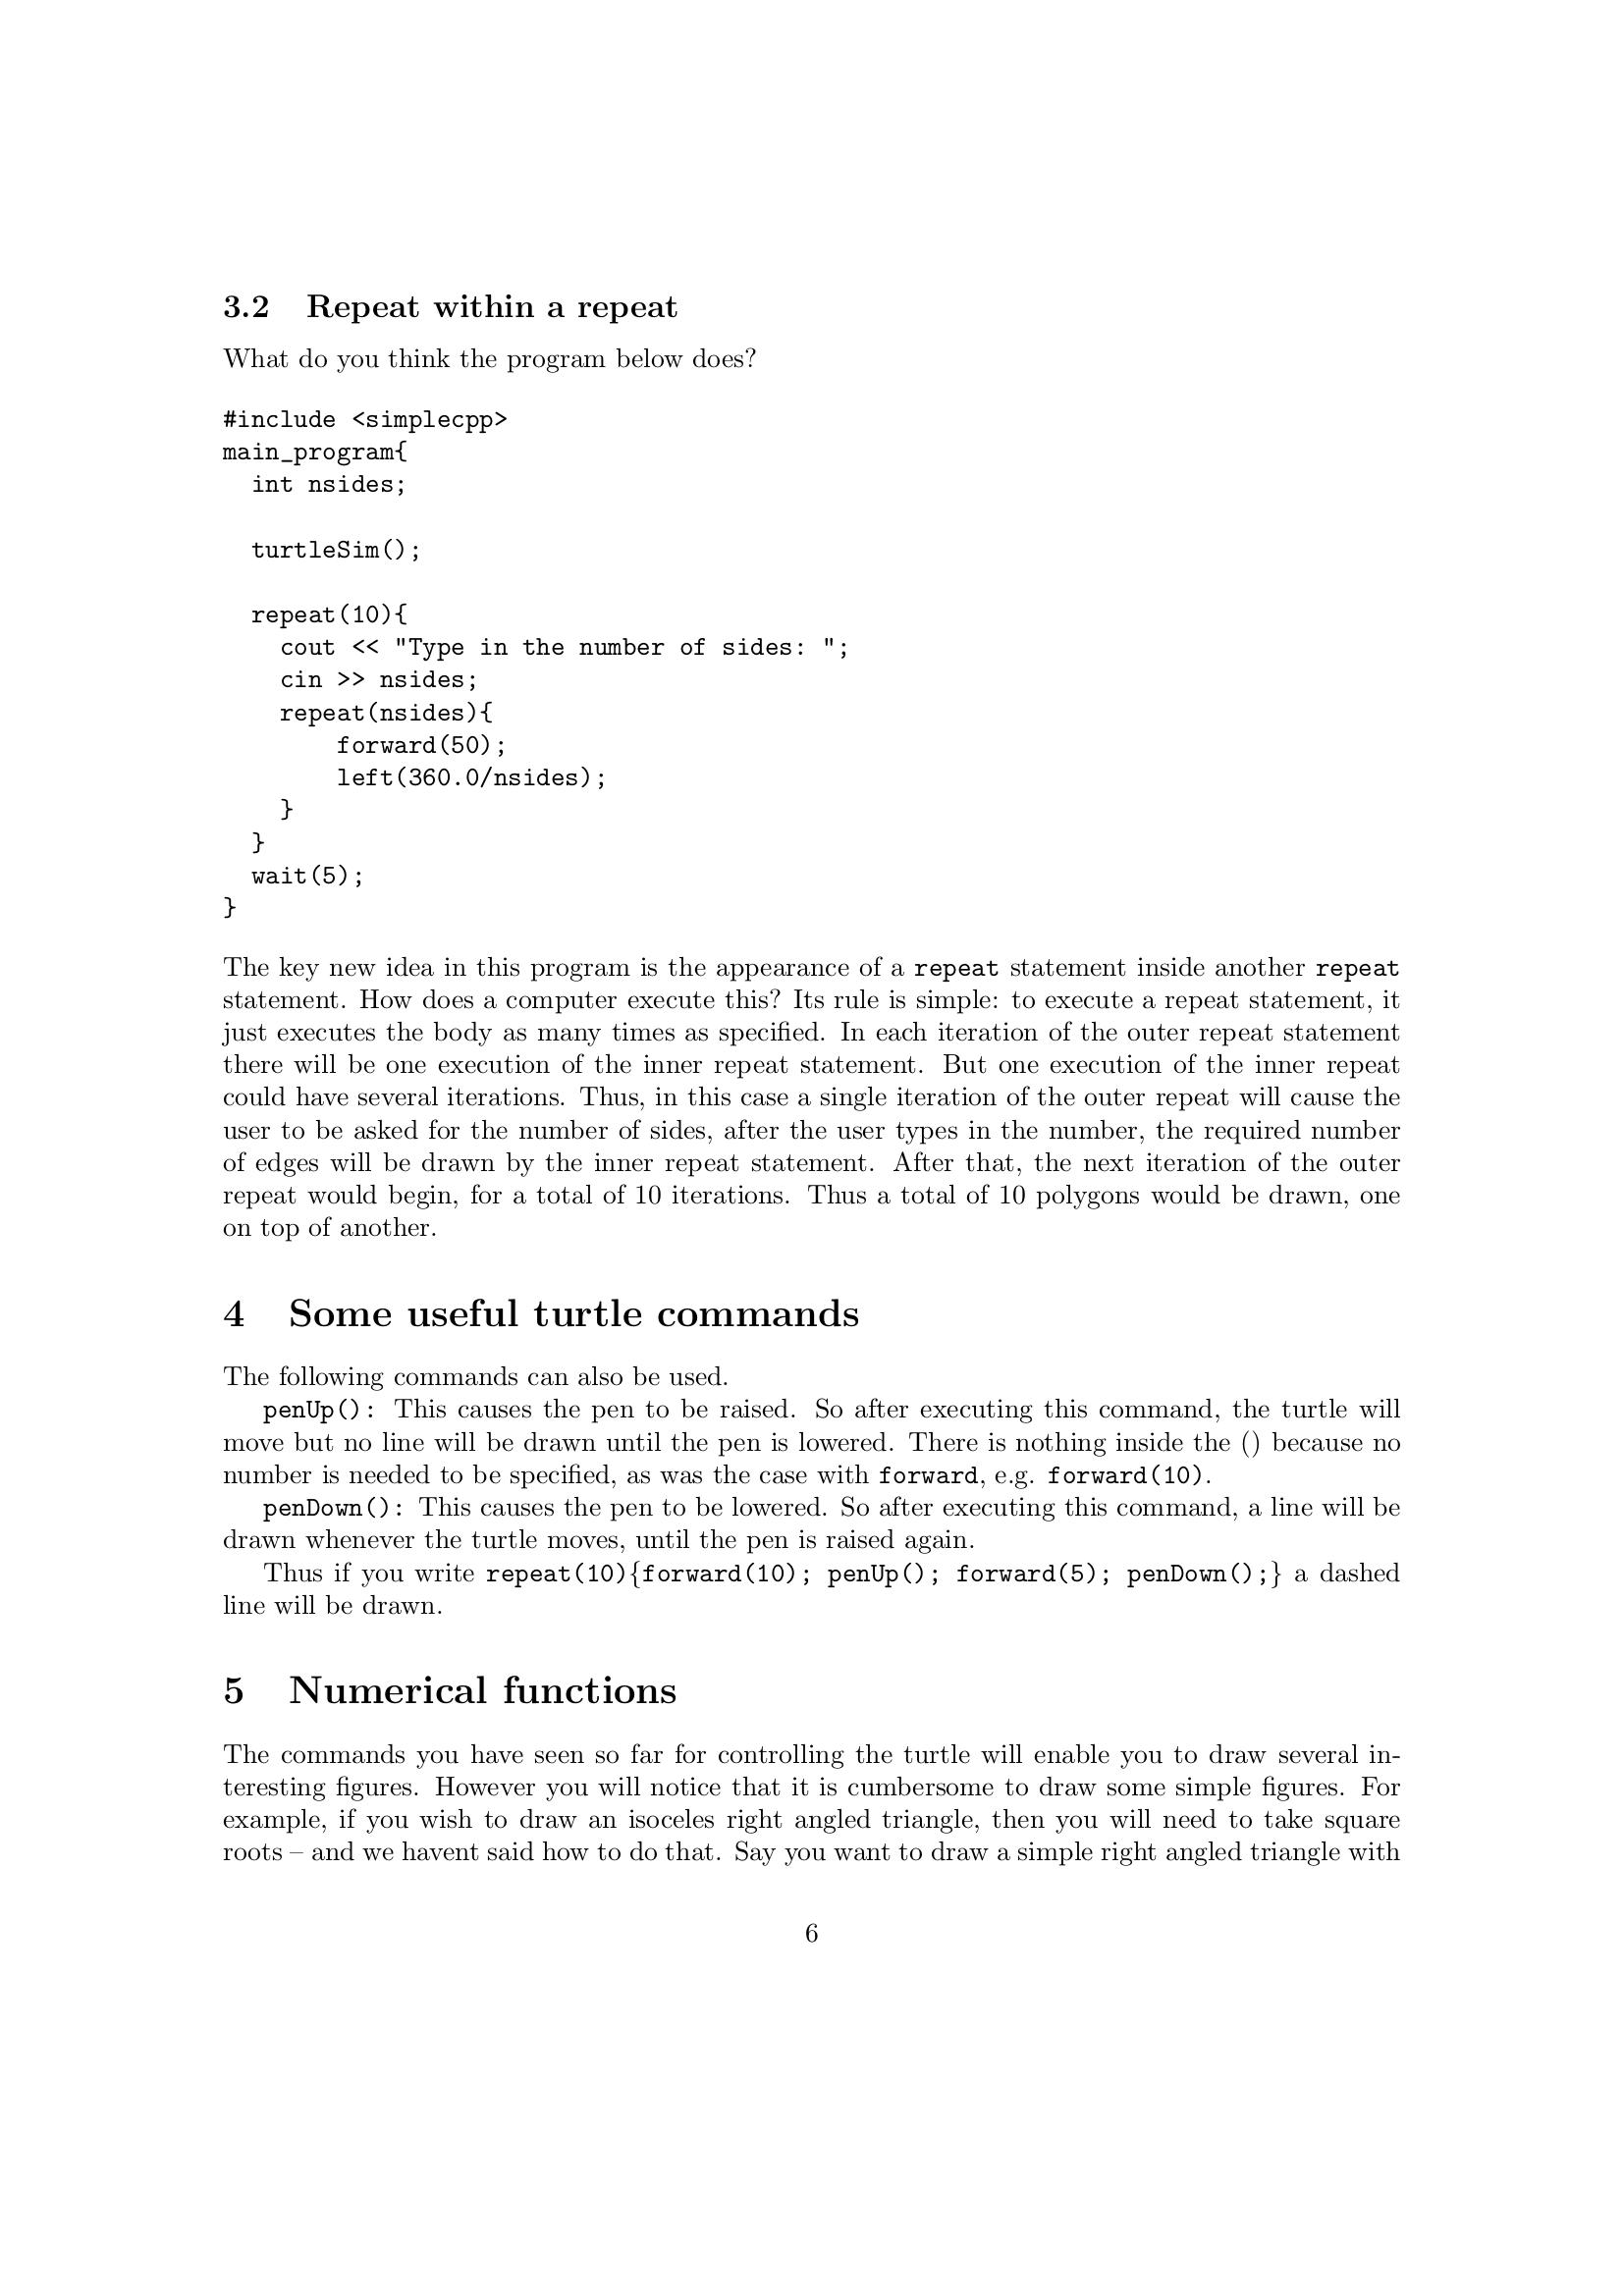 3.2 Repeat within a repeat
What do you think the program below does?
#include <simplecpp>
main_program{
  int nsides;
  turtleSim();
  repeat(10){
    cout << "Type in the number of sides: ";
    cin >> nsides;
    repeat(nsides){
        forward(50);
        left(360.0/nsides);
    }
  }
  wait(5);
}
The key new idea in this program is the appearance of a repeat statement inside another repeat
statement. How does a computer execute this? Its rule is simple: to execute a repeat statement, it
just executes the body as many times as specified. In each iteration of the outer repeat statement
there will be one execution of the inner repeat statement. But one execution of the inner repeat
could have several iterations. Thus, in this case a single iteration of the outer repeat will cause the
user to be asked for the number of sides, after the user types in the number, the required number
of edges will be drawn by the inner repeat statement. After that, the next iteration of the outer
repeat would begin, for a total of 10 iterations. Thus a total of 10 polygons would be drawn, one
on top of another.
4 Some useful turtle commands
The following commands can also be used.
penUp(): This causes the pen to be raised. So after executing this command, the turtle will
move but no line will be drawn until the pen is lowered. There is nothing inside the () because no
number is needed to be specified, as was the case with forward, e.g. forward(10).
penDown(): This causes the pen to be lowered. So after executing this command, a line will be
drawn whenever the turtle moves, until the pen is raised again.
Thus if you write repeat(10){forward(10); penUp(); forward(5); penDown();} a dashed
line will be drawn.
5 Numerical functions
The commands you have seen so far for controlling the turtle will enable you to draw several in-
teresting figures. However you will notice that it is cumbersome to draw some simple figures. For
example, if you wish to draw an isoceles right angled triangle, then you will need to take square
roots – and we havent said how to do that. Say you want to draw a simple right angled triangle with
6